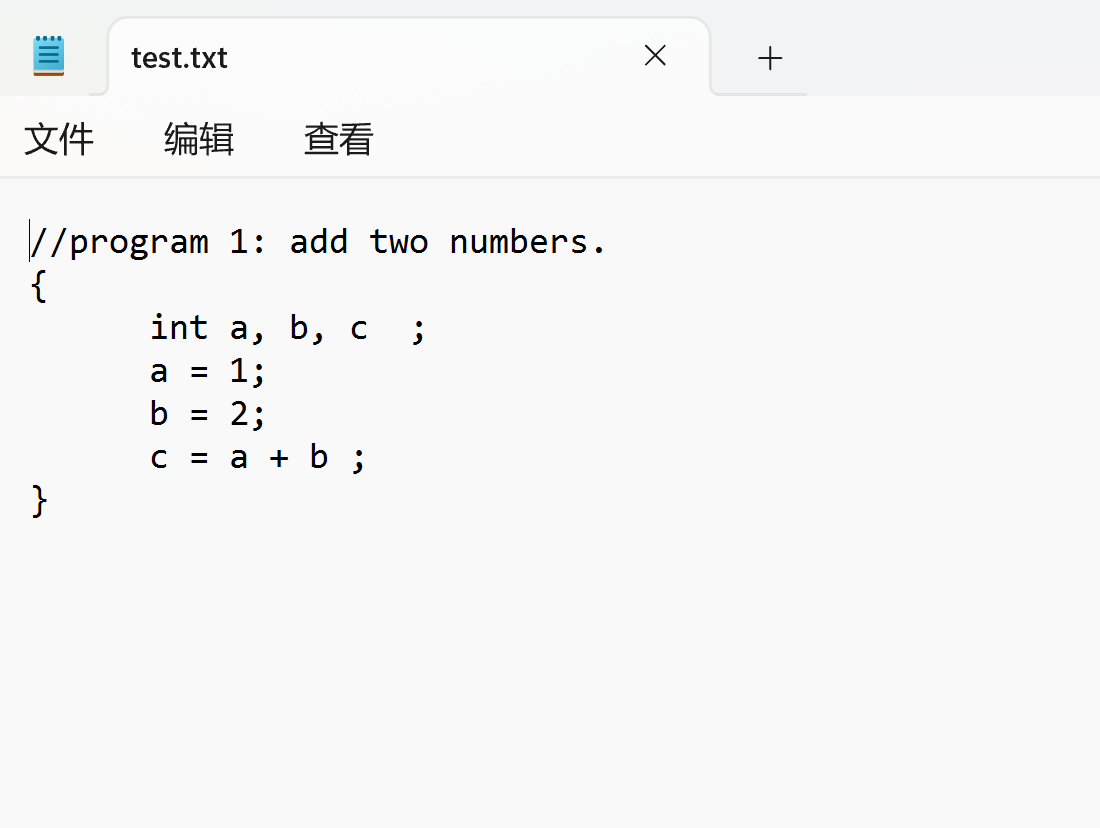 test.txt
文件 编辑 查看
//program 1: add two numbers.
{
      int a, b, c  ;
      a = 1;
      b = 2;
      c = a + b ;
}